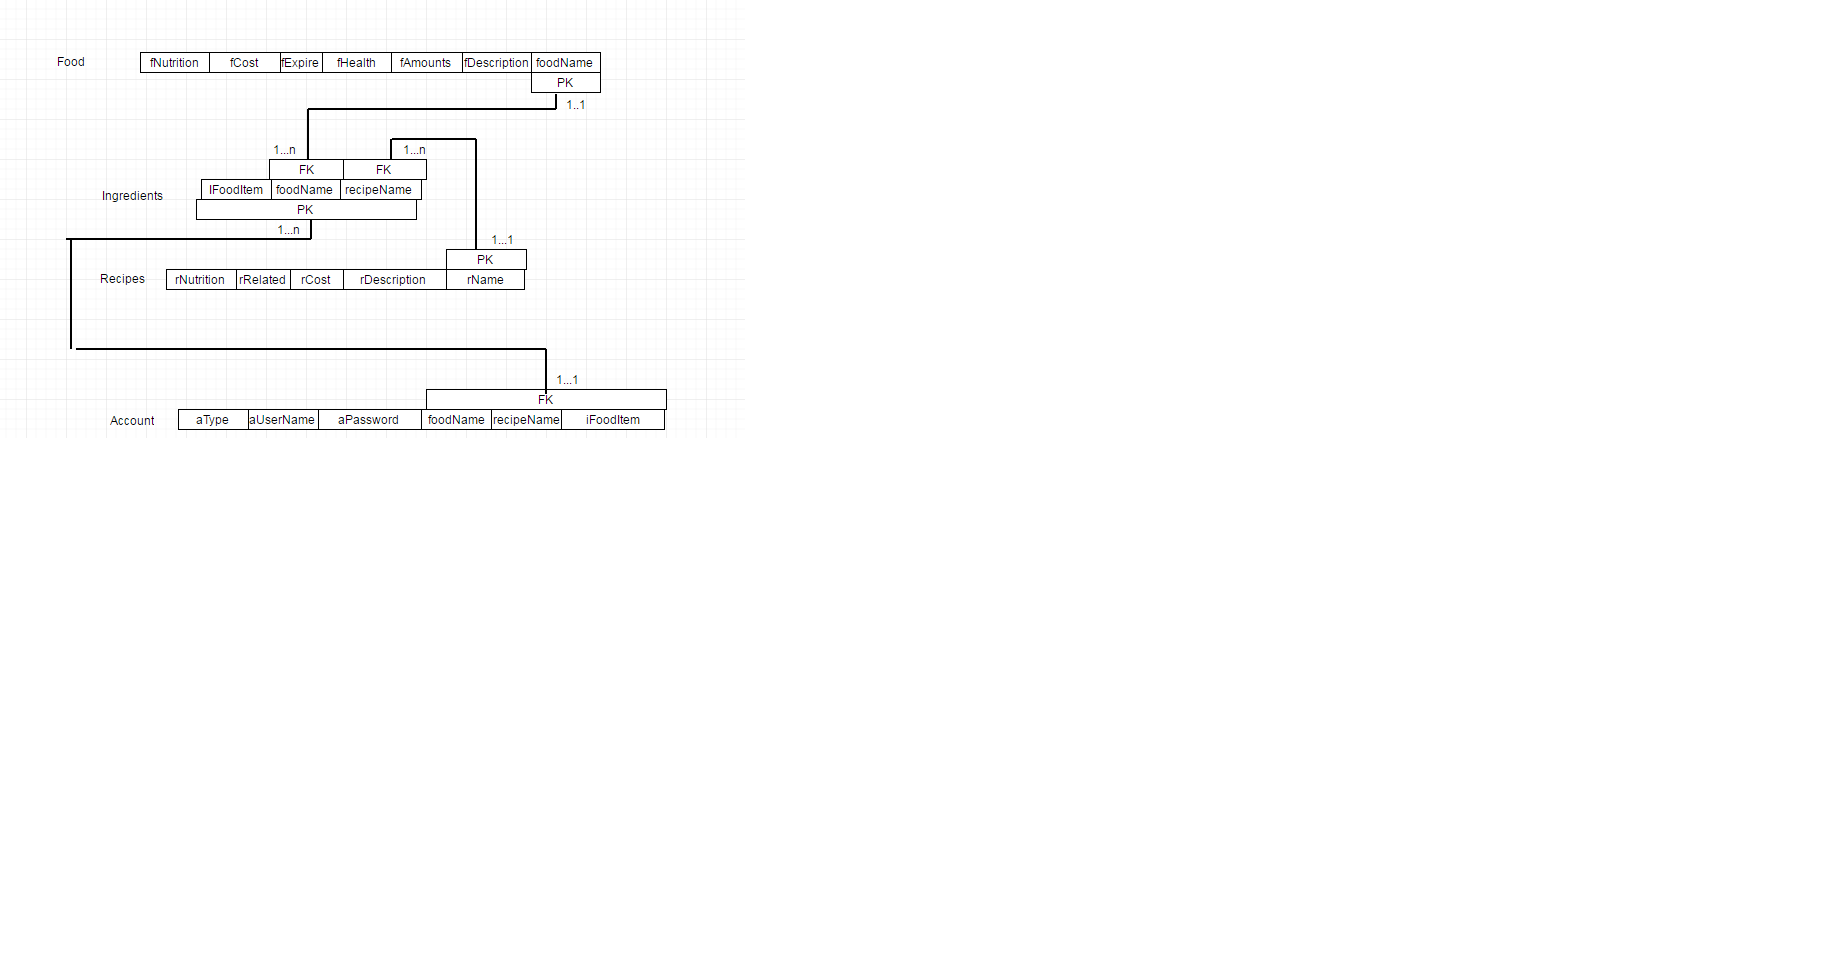 Food fNutrition fCost fExpire fHealth fAmounts fDescription foodName
PK
1..1
1...n 1...n
FK FK
Ingredients IFoodItem foodName recipeName
PK
1...n
1...1
PK
Recipes rNutrition rRelated rCost rDescription rName
1...1
FK
Account aType aUserName aPassword foodName recipeName iFoodItem